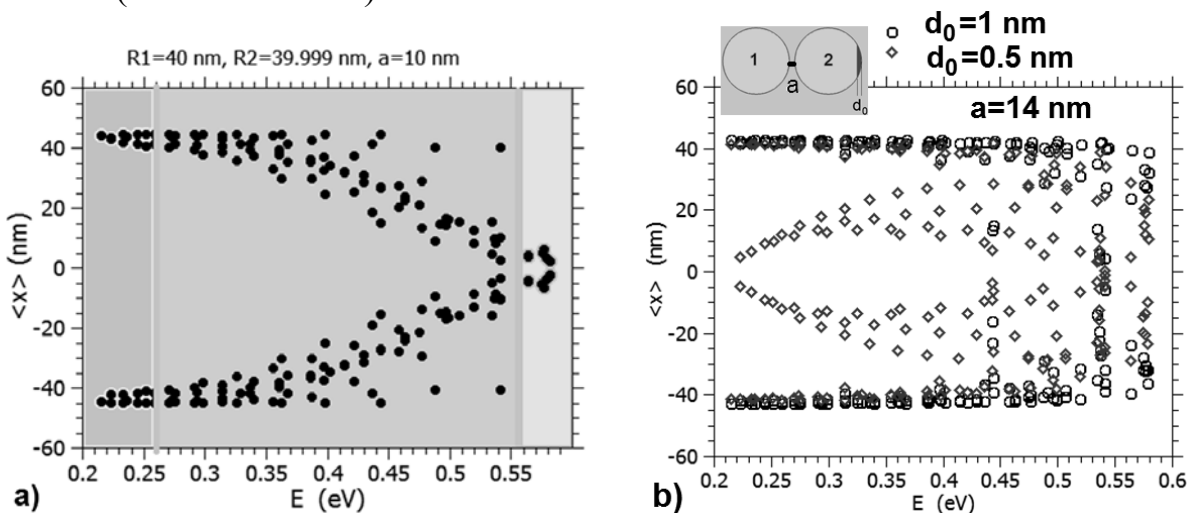 R1=40 nm, R2=39.999 nm, a=10 nm
60
40
20
0
-20
-40
-60
<x> (nm)
0.2 0.25 0.3 0.35 0.4 0.45 0.5 0.55
E (eV)
a)
1 2
a
d0
d0=1 nm
d0=0.5 nm
a=14 nm
60
40
20
0
-20
-40
-60
<x> (nm)
0.2 0.25 0.3 0.35 0.4 0.45 0.5 0.55 0.6
E (eV)
b)